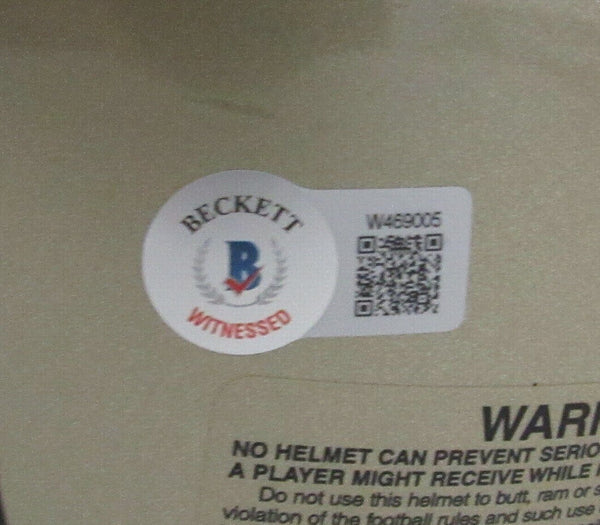 BECKETT
B
WITNESSED
W469005
WARN
NO HELMET CAN PREVENT SERIO
A PLAYER MIGHT RECEIVE WHILE
Do not use this helmet to butt, ram or s
violation of the football rules and such use